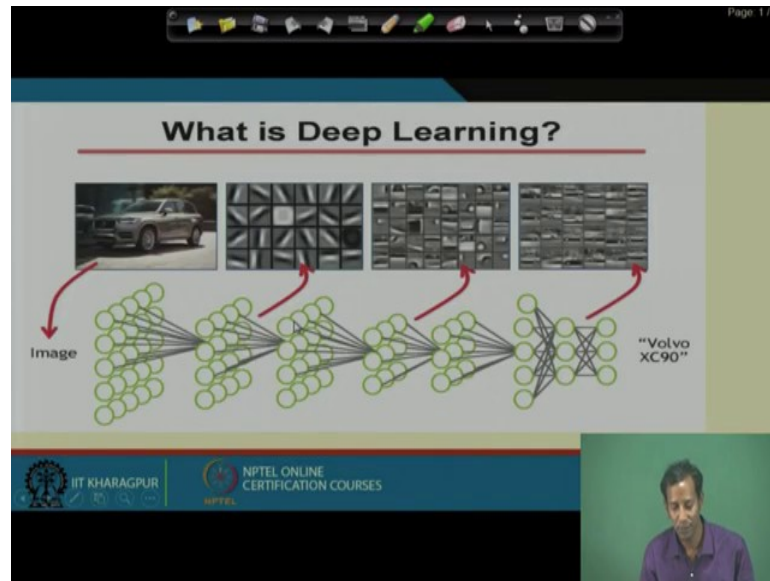 Page: 1/
What is Deep Learning?
Image
"Volvo
XC90"
IIT KHARAGPUR
NPTEL
NPTEL ONLINE
CERTIFICATION COURSES